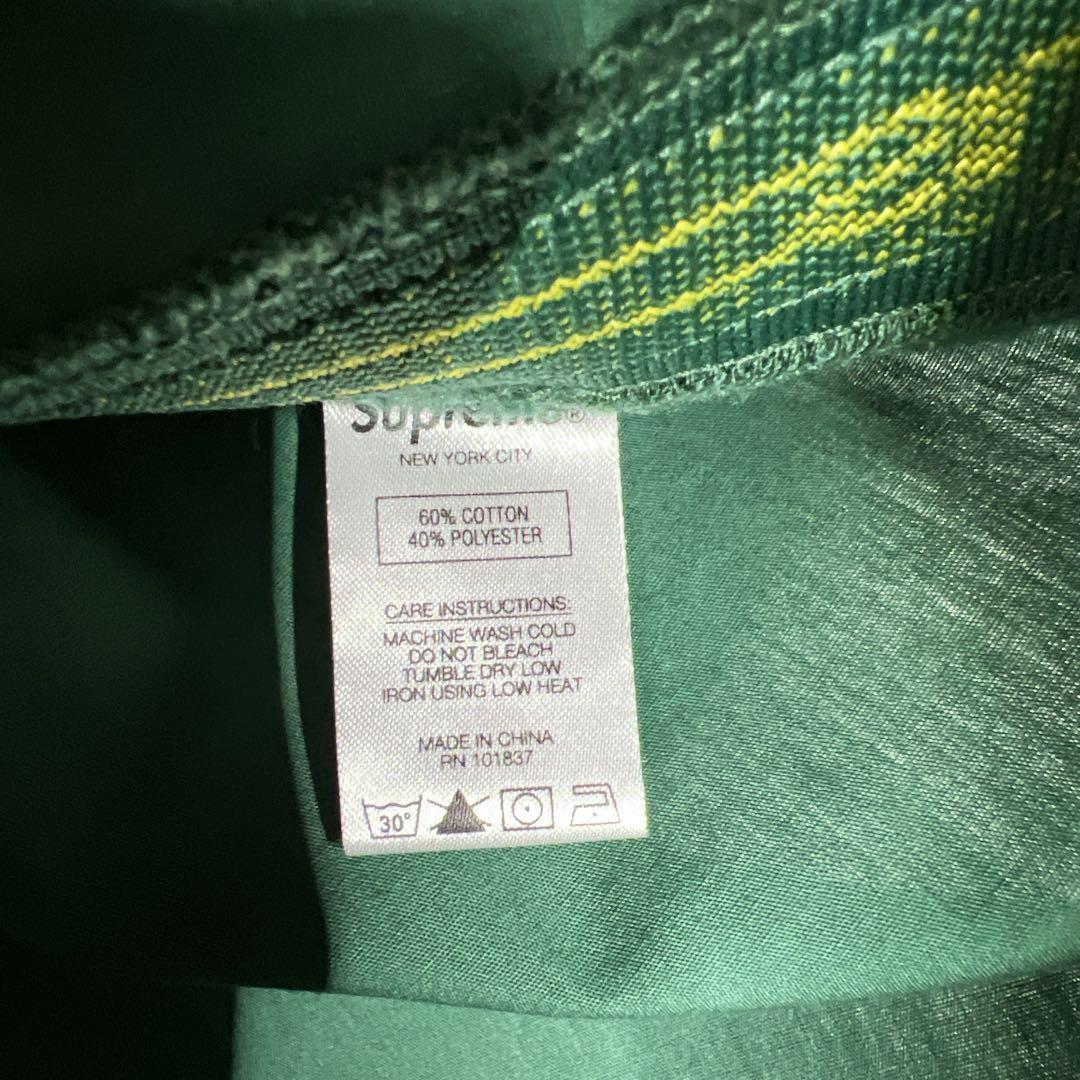 Supreme®
NEW YORK CITY
60% COTTON
40% POLYESTER
CARE INSTRUCTIONS:
MACHINE WASH COLD
DO NOT BLEACH
TUMBLE DRY LOW
IRON USING LOW HEAT
MADE IN CHINA
RN 101837
30°